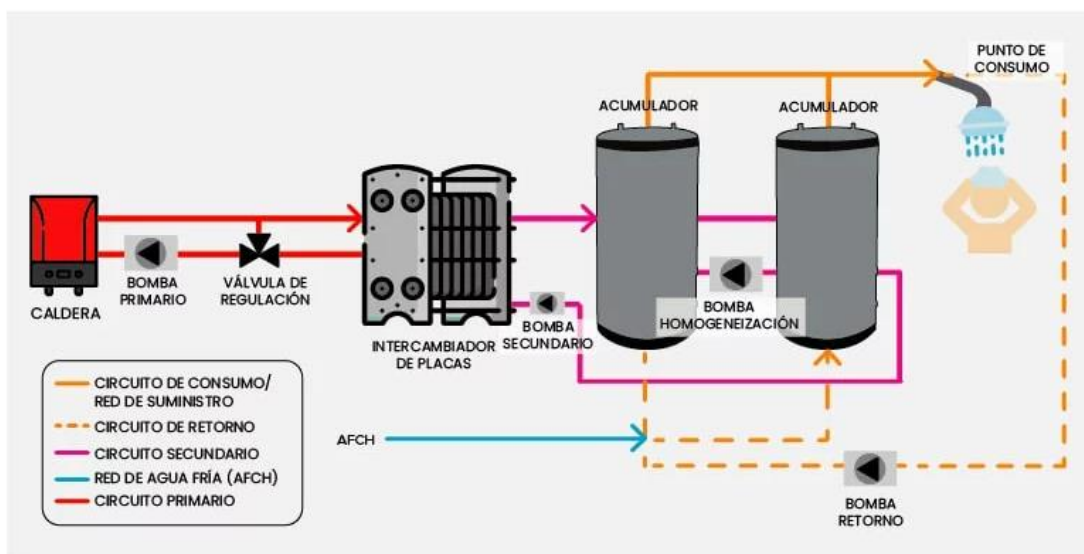 PUNTO DE
CONSUMO
ACUMULADOR
ACUMULADOR
BOMBA
PRIMARIO
VÁLVULA DE
REGULACIÓN
CALDERA
BOMBA
HOMOGENEIZACIÓN
BOMBA
SECUNDARIO
INTERCAMBIADOR
DE PLACAS
CIRCUITO DE CONSUMO/
RED DE SUMINISTRO
CIRCUITO DE RETORNO
CIRCUITO SECUNDARIO
RED DE AGUA FRÍA (AFCH)
CIRCUITO PRIMARIO
AFCH
BOMBA
RETORNO